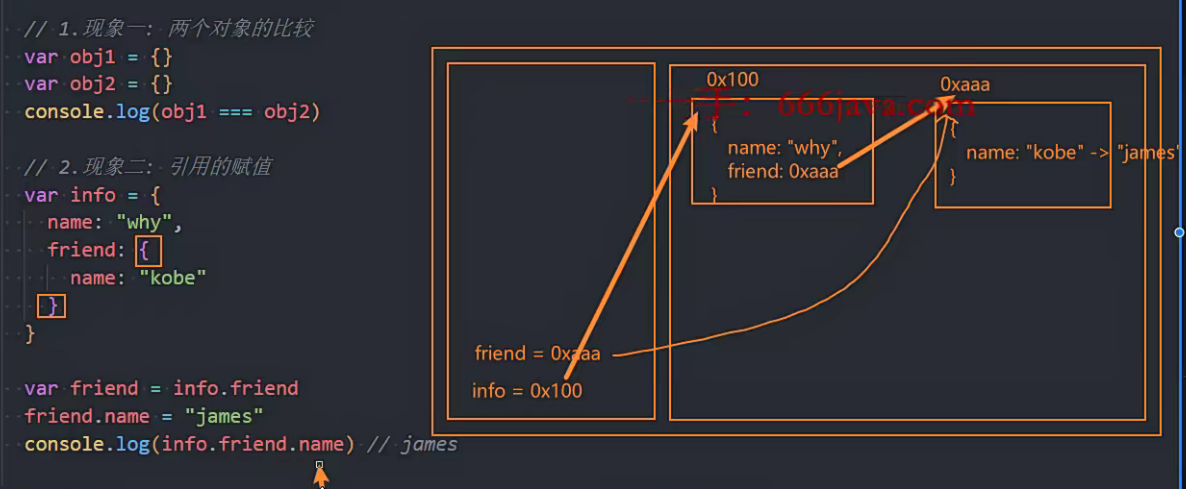 // 1.现象一: 两个对象的比较
var obj1 = {}
var obj2 = {}
console.log(obj1 === obj2)
// 2.现象二: 引用的赋值
var info = {
name: "why",
friend: {
name: "kobe"
}
}
var friend = info.friend
friend.name = "james"
console.log(info.friend.name) // james
0x100
{
name: "why",
friend: 0xaaa
}
0xaaa
{
name: "kobe" -> "james"
}
friend = 0xaaa
info = 0x100
手: 666java.com